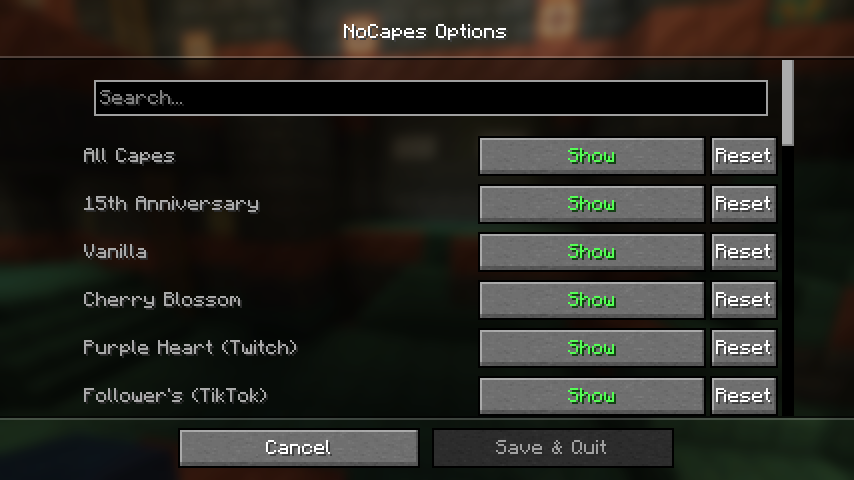 NoCapes Options
Search...
All Capes Show Reset
15th Anniversary Show Reset
Vanilla Show Reset
Cherry Blossom Show Reset
Purple Heart (Twitch) Show Reset
Follower's (TikTok) Show Reset
Cancel Save & Quit